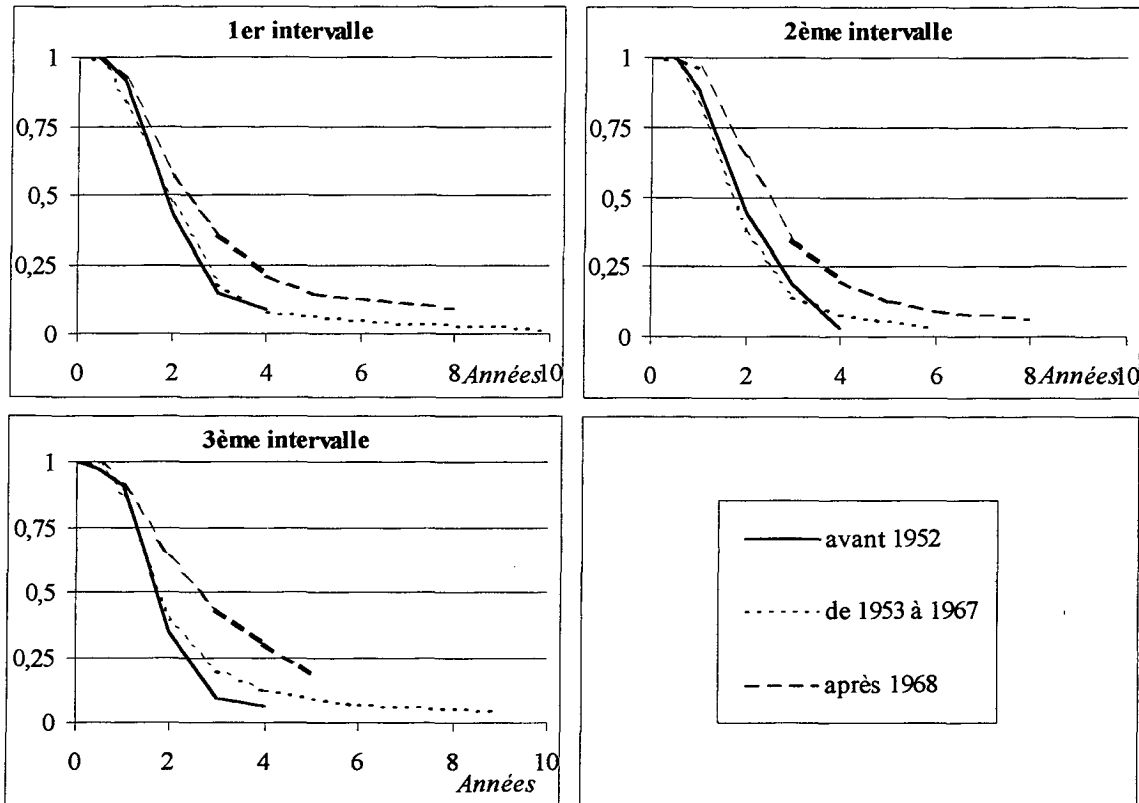 1er intervalle
1
0,75
0,5
0,25
0
0 2 4 6 8 Années 10
2ème intervalle
1
0,75
0,5
0,25
0
0 2 4 6 8 Années 10
3ème intervalle
1
0,75
0,5
0,25
0
0 2 4 6 8 10
Années
avant 1952
de 1953 à 1967
après 1968